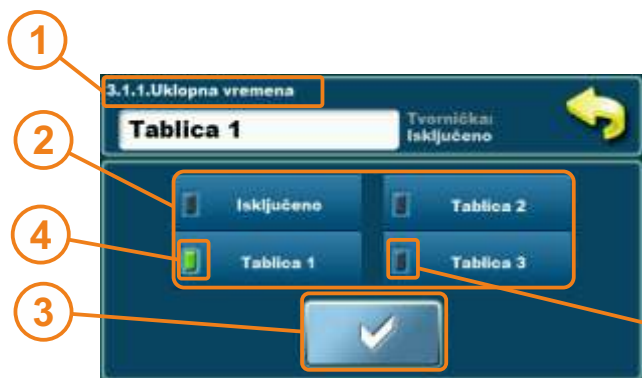 1
3.1.1.Uklopna vremena
Tablica 1
Tvornička:
Isključeno
2
Isključeno
Tablica 2
4
Tablica 1
Tablica 3
3